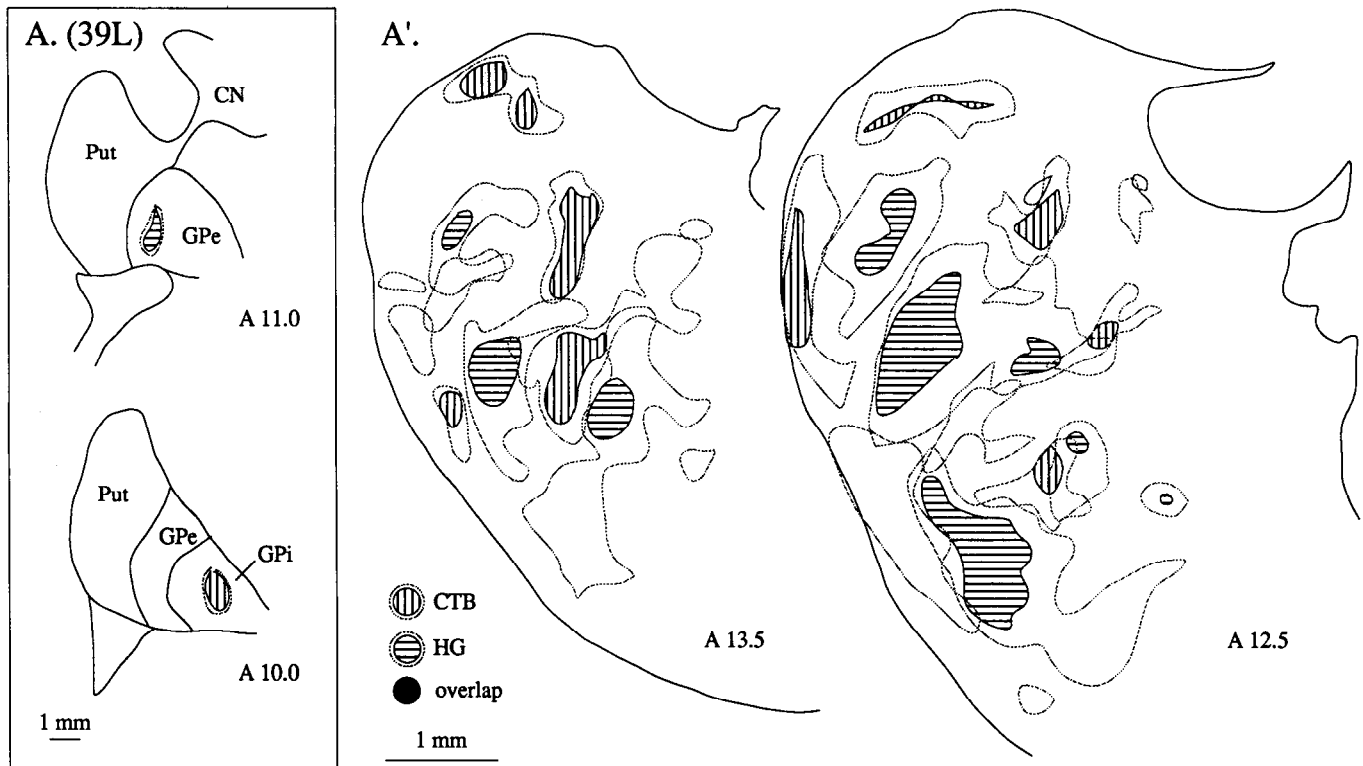 A. (39L)
CN
Put
GPe
A 11.0
Put
GPe
GPi
A 10.0
1 mm
A'.
CTB
HG
overlap
1 mm
A 13.5
A 12.5